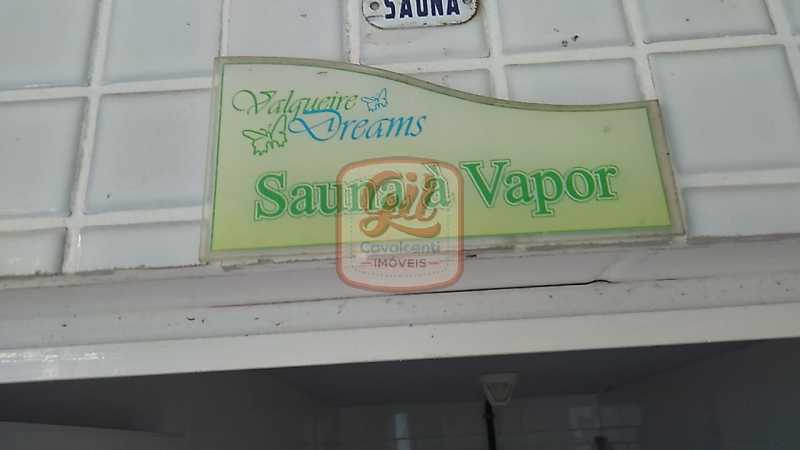 SAUNA
Valqueire
Dreams
Sauna à Vapor
Gil
Cavalcanti
IMÓVEIS